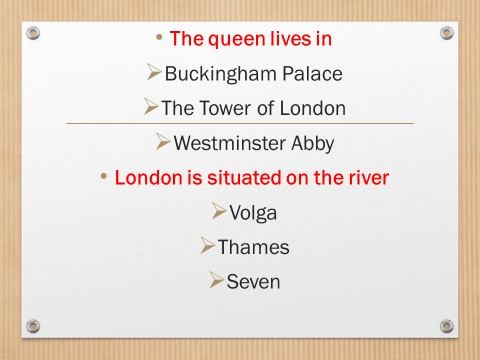 • The queen lives in
➢Buckingham Palace
➢The Tower of London
➢Westminster Abby
• London is situated on the river
➢Volga
➢Thames
➢Seven